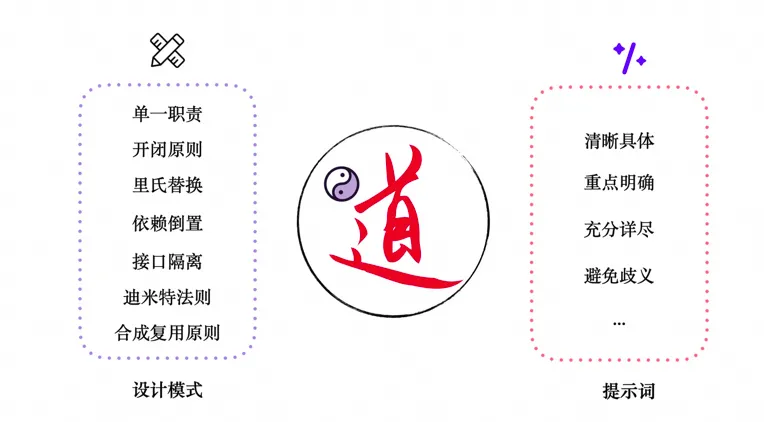 单一职责
开闭原则
里氏替换
依赖倒置
接口隔离
迪米特法则
合成复用原则
设计模式
道
清晰具体
重点明确
充分详尽
避免歧义
...
提示词